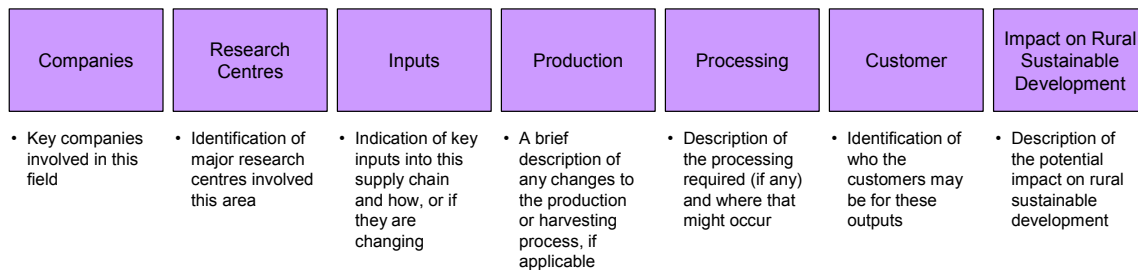 Companies
Research
Centres
Inputs
Production
Processing
Customer
Impact on Rural
Sustainable
Development
• Key companies
involved in this
field
• Identification of
major research
centres involved
this area
• Indication of key
inputs into this
supply chain
and how, or if
they are
changing
• A brief
description of
any changes to
the production
or harvesting
process, if
applicable
• Description of
the processing
required (if any)
and where that
might occur
• Identification of
who the
customers may
be for these
outputs
• Description of
the potential
impact on rural
sustainable
development